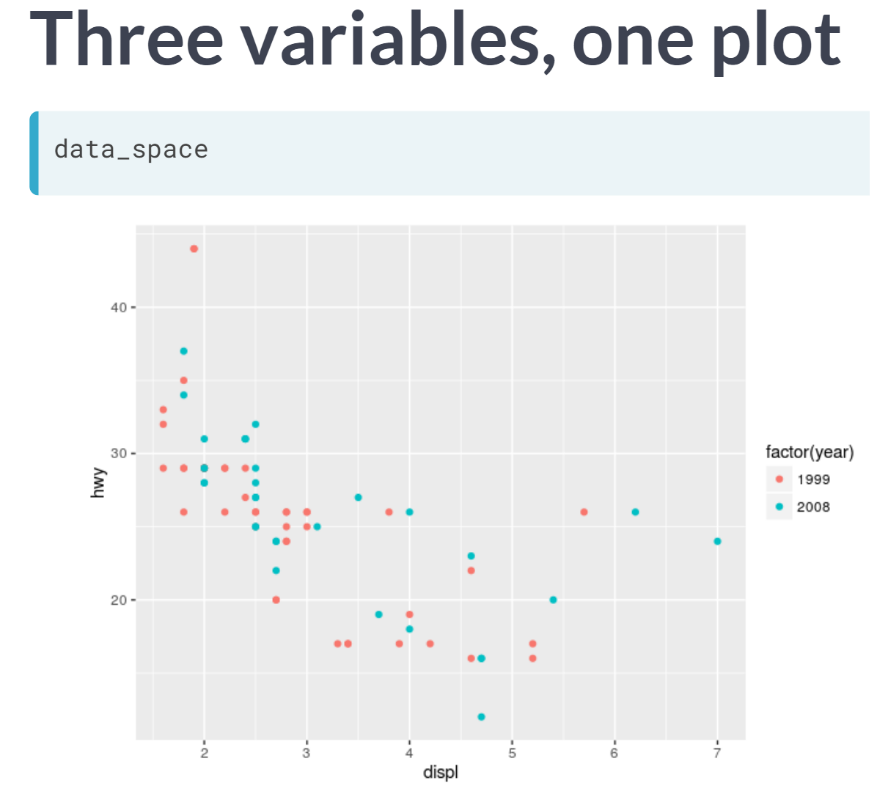 Three variables, one plot
data_space
40
30
20
hwy
2 3 4 5 6 7
displ
factor(year)
1999
2008